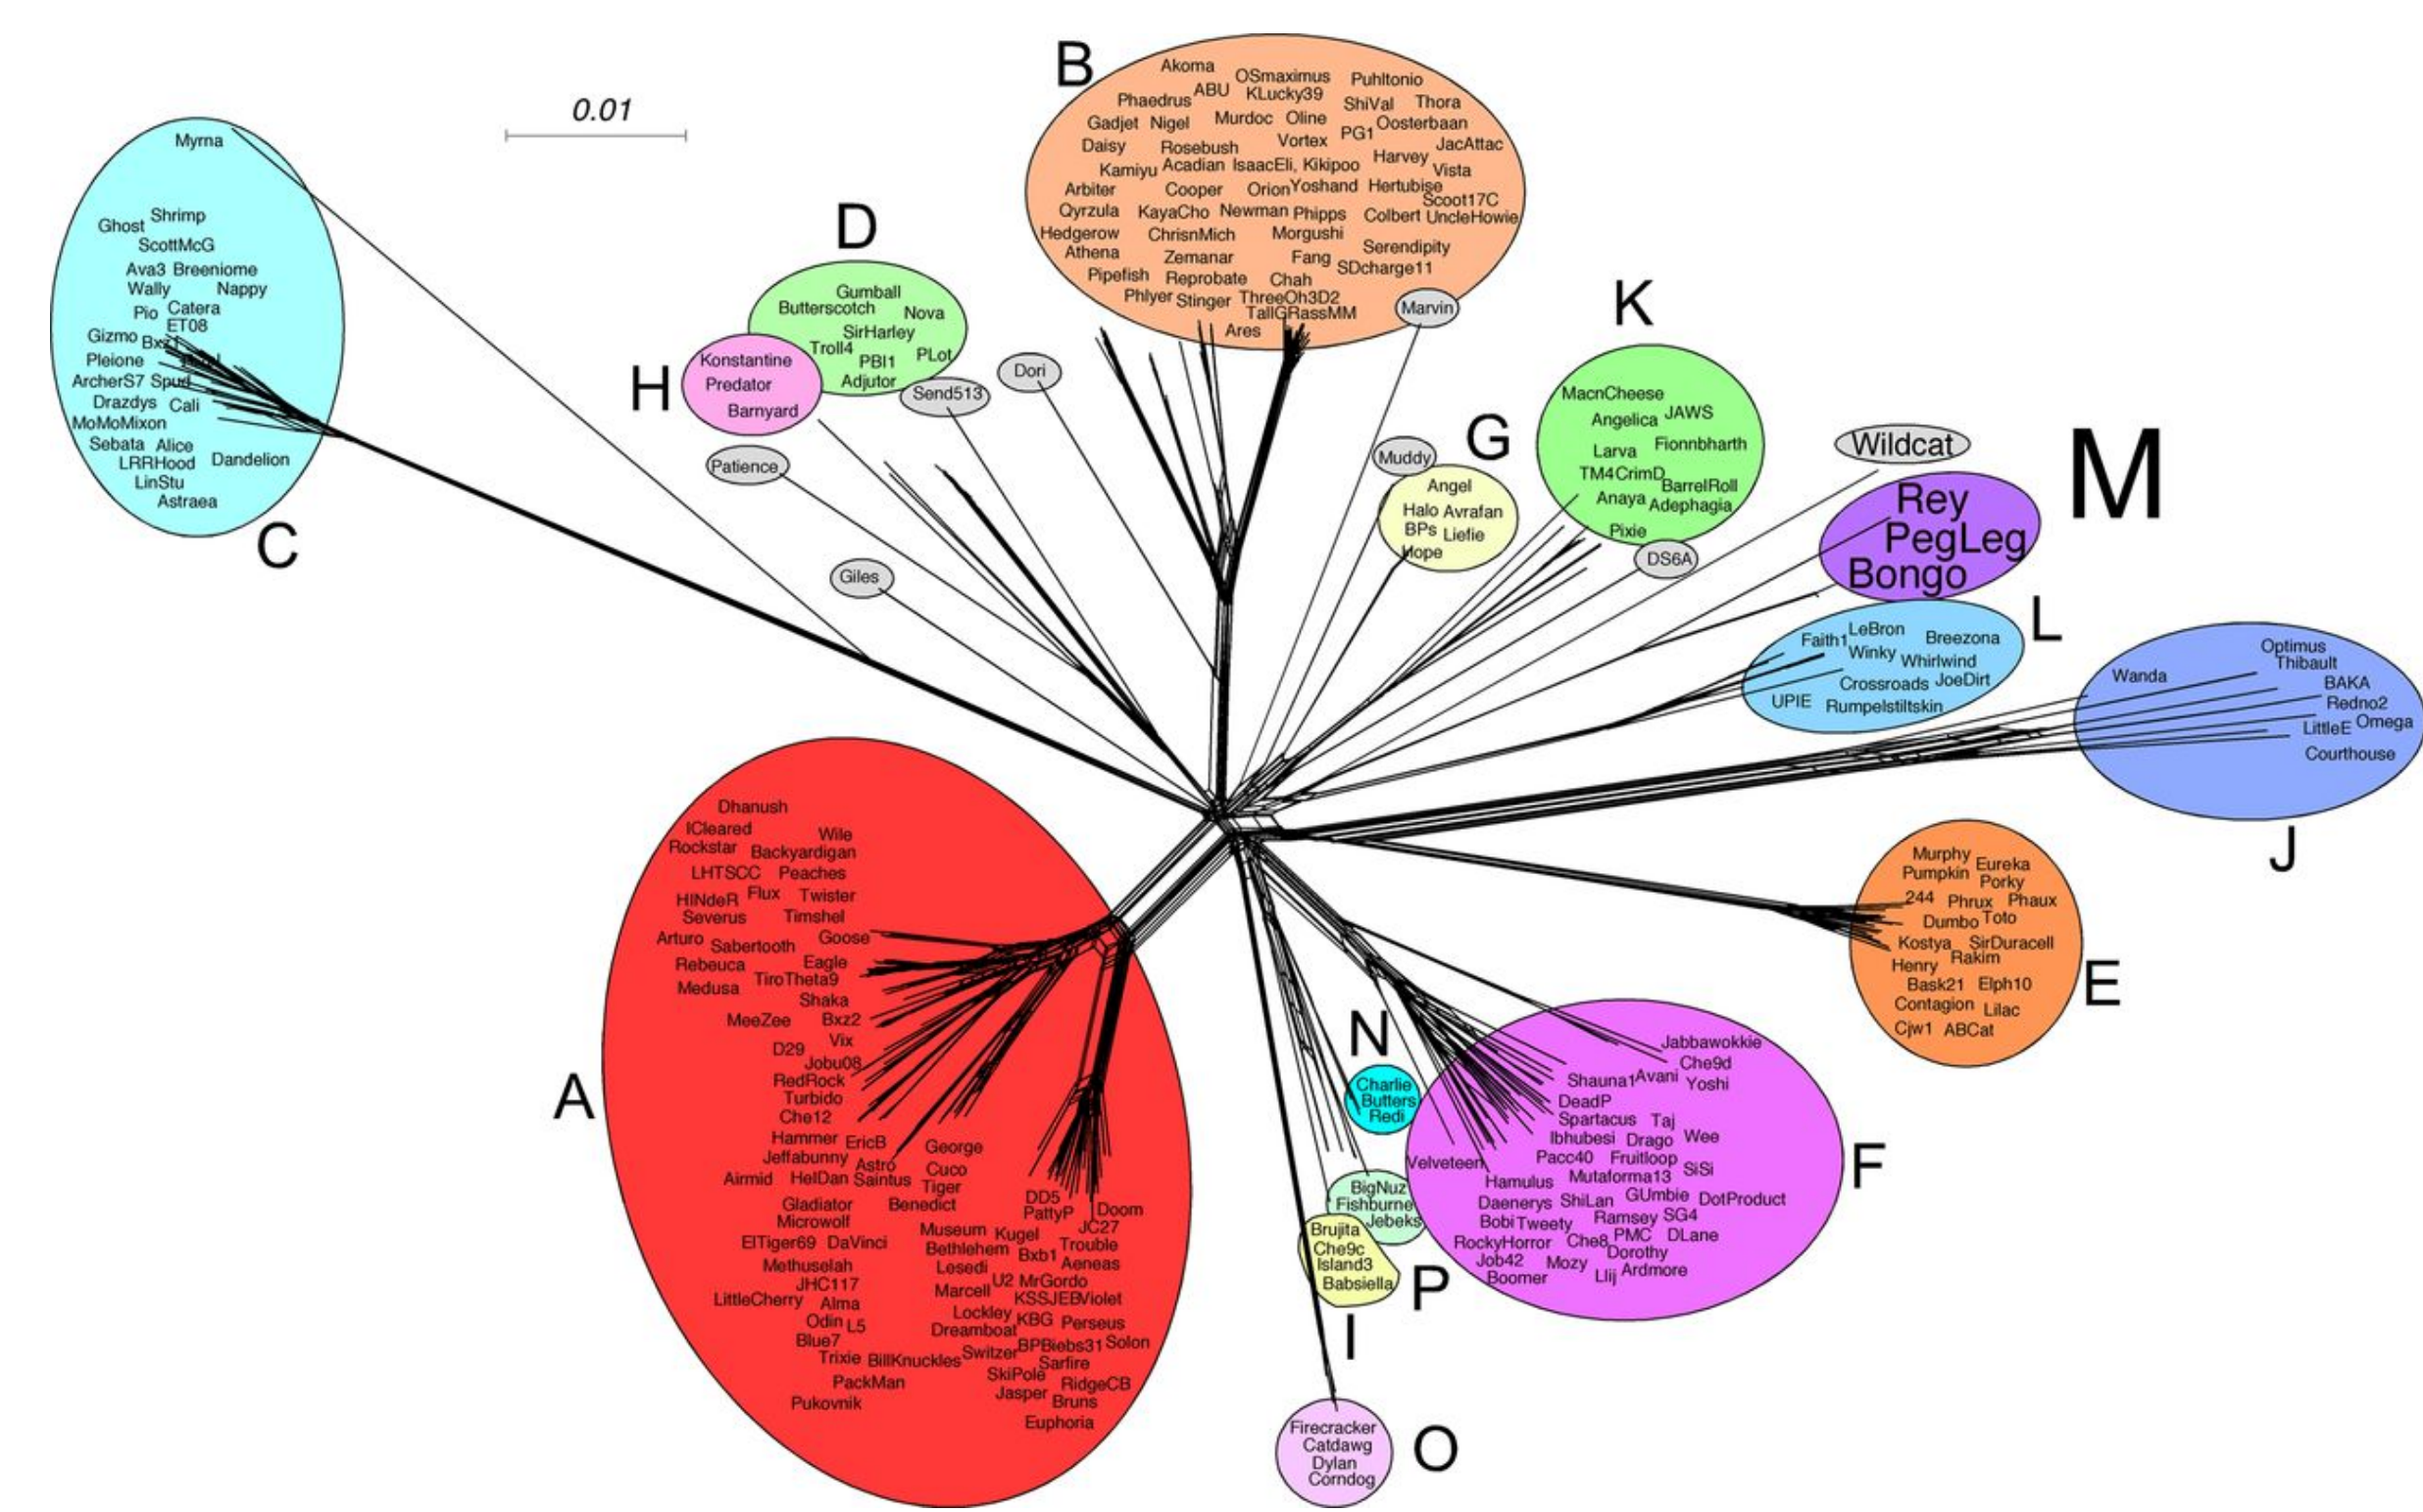 B
Akoma
OSmaximus
Puhltonio
ABU
KLucky39
Phaedrus
ShiVal
Thora
Gadjet
Nigel
Murdoc
Oline
Oosterbaan
PG1
Daisy
Rosebush
Vortex
JacAttac
Harvey
Kamiyu
Acadian
IsaacEli, Kikipoo
Vista
Arbiter
Cooper
Orion
Yoshand
Hertubise
Scoot17C
Qyrzula
KayaCho
Newman
Phipps
Colbert
UncleHowie
Hedgerow
ChrisnMich
Morgushi
Serendipity
Athena
Zemanar
Fang
SDcharge11
Pipefish
Reprobate
Chah
Phlyer
Stinger
ThreeOh3D2
TallGRassMM
Ares
Marvin
0.01
Myrna
Shrimp
Ghost
ScottMcG
Ava3
Breeniome
Wally
Nappy
Pio
Catera
ET08
Gizmo
Bxz1
Pleione
ArcherS7
Spud
Drazdys
Cali
MoMoMixon
Sebata
Alice
LRRHood
Dandelion
LinStu
Astraea
C
D
Gumball
Butterscotch
Nova
SirHarley
Troll4
PBI1
PLot
Adjutor
H
Konstantine
Predator
Barnyard
Send513
Dori
Patience
Giles
Muddy
G
Angel
Halo
Avrafan
BPs
Liefie
Hope
K
MacnCheese
Angelica
JAWS
Larva
Fionnbharth
TM4
CrimD
BarrelRoll
Anaya
Adephagia
Pixie
DS6A
Wildcat
M
Rey
PegLeg
Bongo
L
LeBron
Faith1
Breezona
Winky
Whirlwind
Crossroads
JoeDirt
UPIE
Rumpelstiltskin
Optimus
Thibault
Wanda
BAKA
Redno2
LittleE
Omega
Courthouse
J
Murphy
Eureka
Pumpkin
Porky
244
Phrux
Phaux
Dumbo
Toto
Kostya
SirDuracell
Rakim
Henry
Bask21
Elph10
Contagion
Lilac
Cjw1
ABCat
E
A
Dhanush
ICleared
Wile
Rockstar
Backyardigan
LHTSCC
Peaches
HINdeR
Flux
Twister
Severus
Timshel
Arturo
Sabertooth
Goose
Rebeuca
Eagle
TiroTheta9
Medusa
Shaka
MeeZee
Bxz2
Vix
D29
Jobu08
RedRock
Turbido
Che12
Hammer
EricB
George
Jeffabunny
Astro
Cuco
Airmid
HelDan
Saintus
Tiger
Gladiator
Benedict
DD5
PattyP
Doom
Microwolf
Museum
Kugel
JC27
ElTiger69
DaVinci
Bethlehem
Bxb1
Trouble
Methuselah
Lesedi
Aeneas
JHC117
U2
MrGordo
Marcell
KSSJEB
Violet
LittleCherry
Alma
Lockley
KBG
Perseus
Odin
L5
Dreamboat
Blue7
BPBiebs31
Solon
Trixie
BillKnuckles
Switzer
Sarfire
PackMan
SkiPole
RidgeCB
Jasper
Pukovnik
Bruns
Euphoria
N
Charlie
Butters
Redi
BigNuz
Fishburne
Jebeks
P
Brujita
Che9c
Island3
Babsiella
I
Firecracker
Catdawg
Dylan
Corndog
O
F
Jabbawokkie
Che9d
Shauna1
Avani
Yoshi
DeadP
Spartacus
Taj
Ibhubesi
Drago
Wee
Velveteen
Pacc40
Fruitloop
Mutaforma13
SiSi
Hamulus
Daenerys
ShiLan
GUmbie
DotProduct
Bobi
Tweety
Ramsey
SG4
RockyHorror
Che8
PMC
DLane
Job42
Mozy
Dorothy
Boomer
Llij
Ardmore